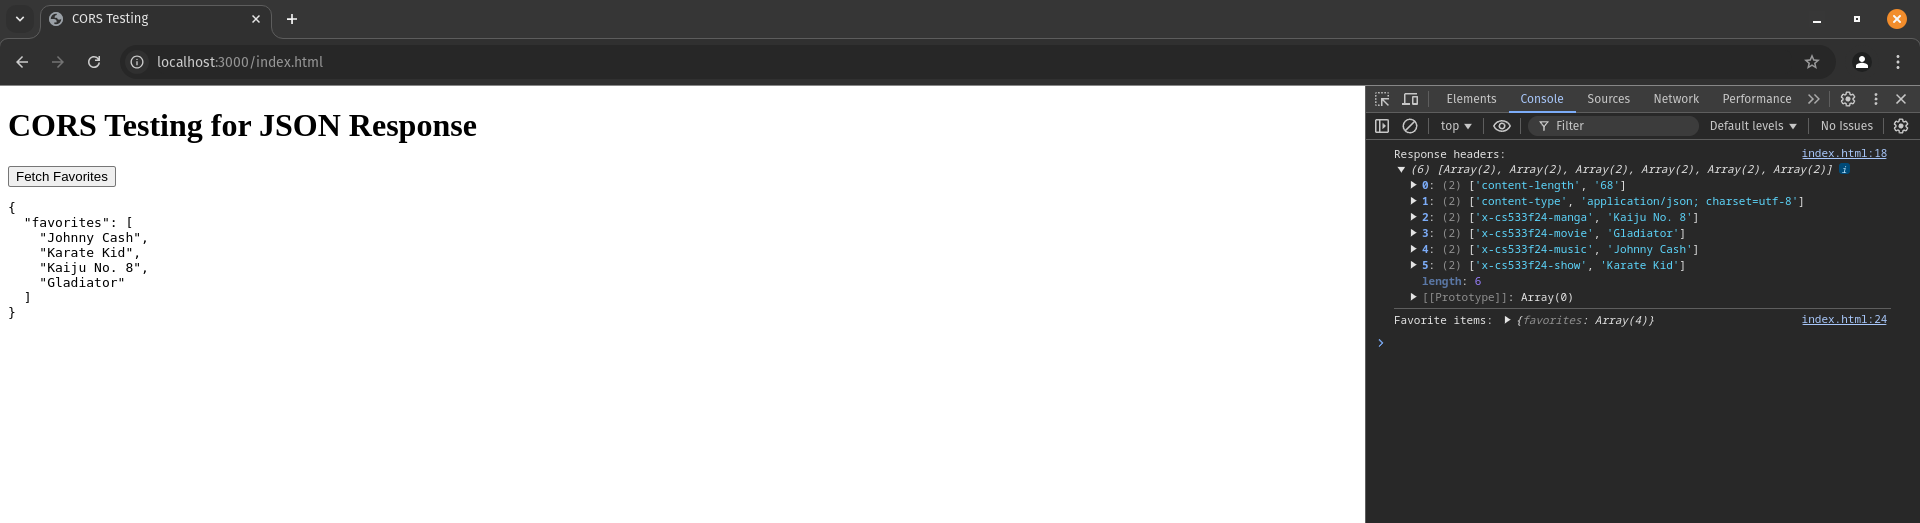 CORS Testing
localhost:3000/index.html
CORS Testing for JSON Response
Fetch Favorites
{
"favorites": [
"Johnny Cash",
"Karate Kid",
"Kaiju No. 8",
"Gladiator"
]
}
Elements Console Sources Network Performance
top Filter Default levels No Issues
Response headers: index.html:18
(6) [Array(2), Array(2), Array(2), Array(2), Array(2), Array(2)] i
0: (2) ['content-length', '68']
1: (2) ['content-type', 'application/json; charset=utf-8']
2: (2) ['x-cs533f24-manga', 'Kaiju No. 8']
3: (2) ['x-cs533f24-movie', 'Gladiator']
4: (2) ['x-cs533f24-music', 'Johnny Cash']
5: (2) ['x-cs533f24-show', 'Karate Kid']
length: 6
[[Prototype]]: Array(0)
Favorite items: {favorites: Array(4)} index.html:24